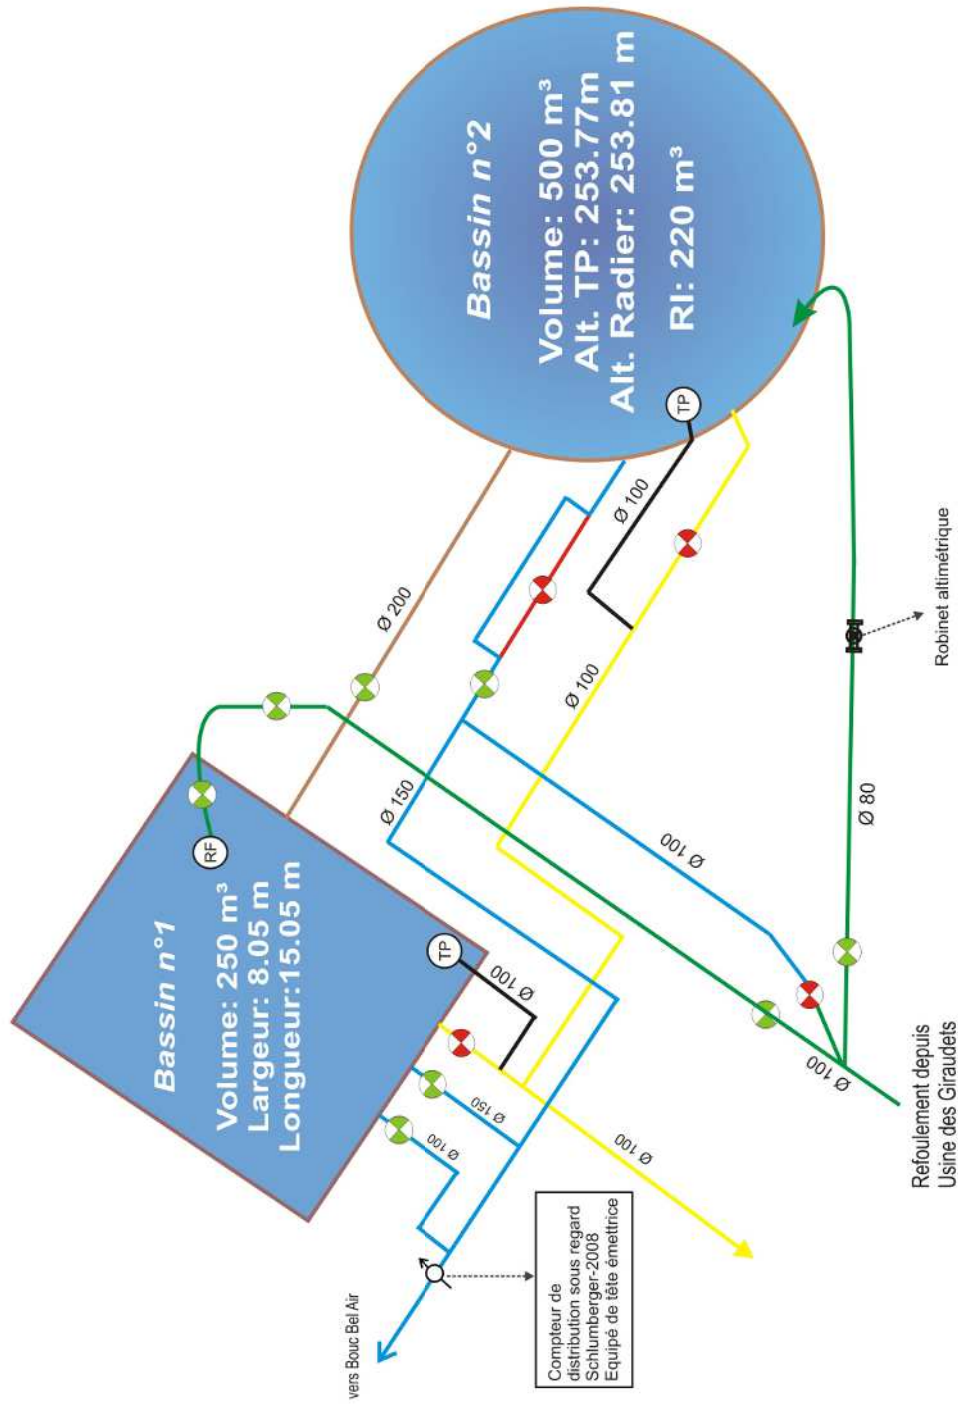 Bassin n°1
Volume: 250 m³
Largeur: 8.05 m
Longueur:15.05 m
RF
TP
Ø 100
Ø 150
Ø 100
Ø 100
vers Bouc Bel Air
Compteur de
distribution sous regard
Schlumberger-2008
Equipé de tête émettrice
Bassin n°2
Volume: 500 m³
Alt. TP: 253.77m
Alt. Radier: 253.81 m
RI: 220 m³
TP
Ø 200
Ø 150
Ø 100
Ø 100
Ø 100
Ø 80
Ø 100
Robinet altimétrique
Refoulement depuis
Usine des Giraudets